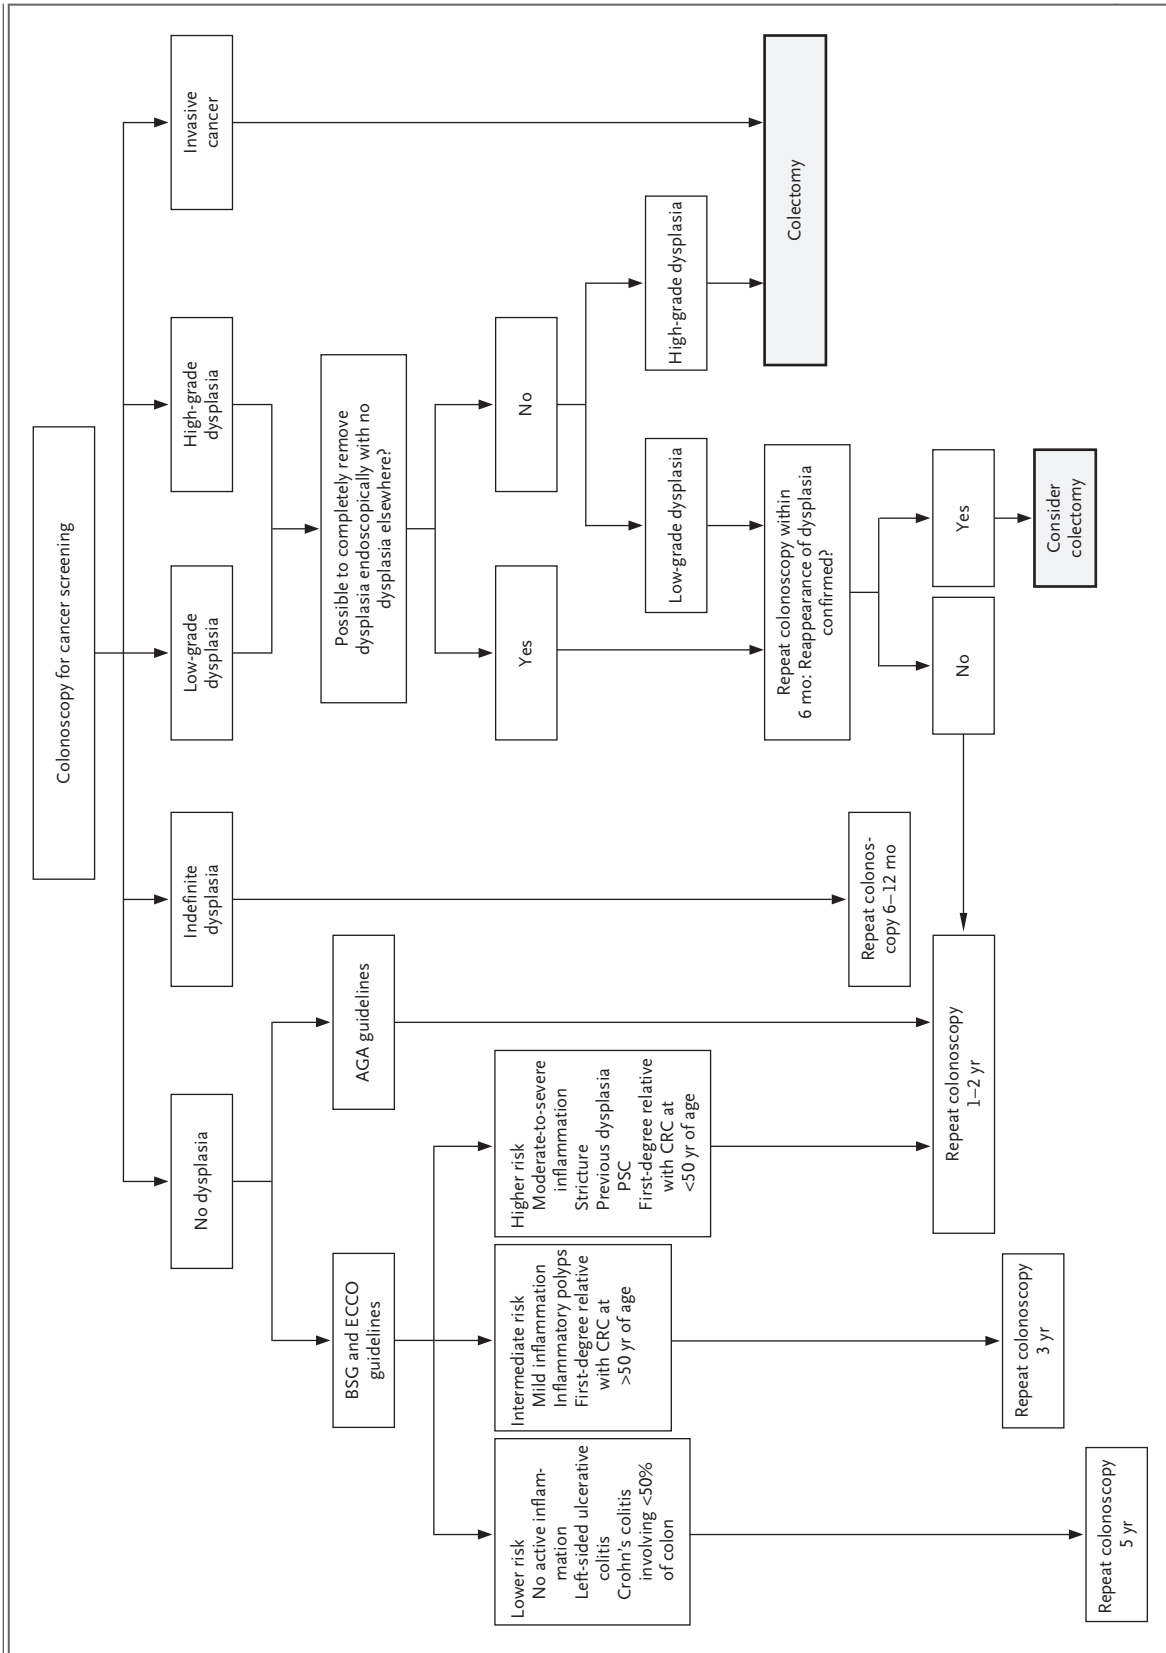 Colonoscopy for cancer screening
No dysplasia
Indefinite
dysplasia
Low-grade
dysplasia
High-grade
dysplasia
Invasive
cancer
BSG and ECCO
guidelines
AGA guidelines
Possible to completely remove
dysplasia endoscopically with no
dysplasia elsewhere?
Lower risk
No active inflam-
mation
Left-sided ulcerative
colitis
Crohn's colitis
involving <50%
of colon
Intermediate risk
Mild inflammation
Inflammatory polyps
First-degree relative
with CRC at
>50 yr of age
Higher risk
Moderate-to-severe
inflammation
Stricture
Previous dysplasia
PSC
First-degree relative
with CRC at
<50 yr of age
Yes
No
Low-grade dysplasia
High-grade dysplasia
Repeat colonoscopy within
6 mo: Reappearance of dysplasia
confirmed?
Colectomy
Repeat colonos-
copy 6–12 mo
Repeat colonoscopy
1–2 yr
No
Yes
Repeat colonoscopy
3 yr
Consider
colectomy
Repeat colonoscopy
5 yr